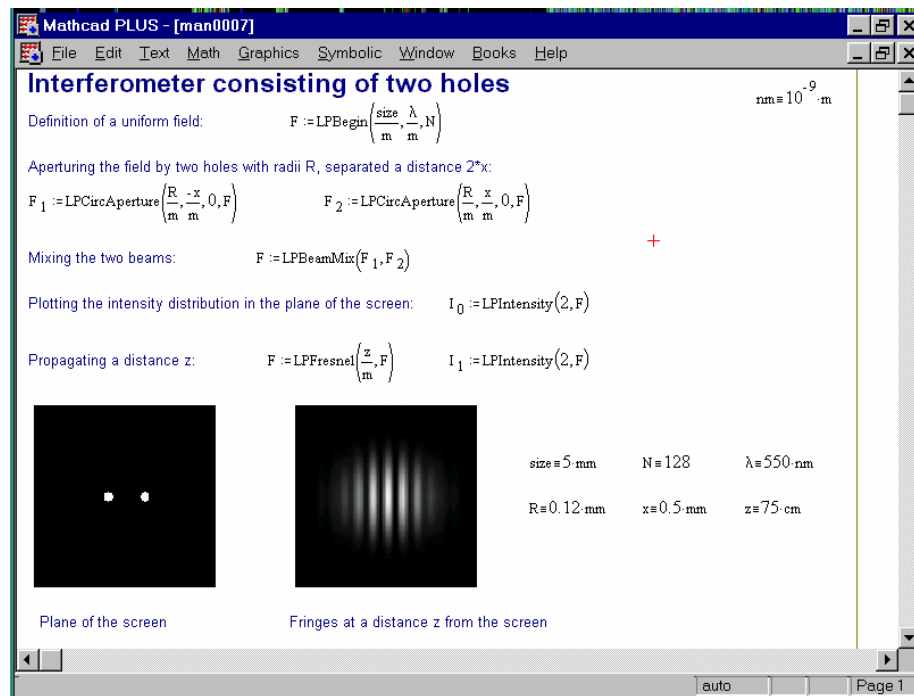 Mathcad PLUS - [man0007]
File Edit Text Math Graphics Symbolic Window Books Help
Interferometer consisting of two holes
nm≡10^-9·m
Definition of a uniform field: F :=LPBegin(size/m, λ/m, N)
Aperturing the field by two holes with radii R, separated a distance 2*x:
F_1 :=LPCircAperture(R/m, -x/m, 0, F) F_2 :=LPCircAperture(R/m, x/m, 0, F)
Mixing the two beams: F :=LPBeamMix(F_1, F_2)
Plotting the intensity distribution in the plane of the screen: I_0 :=LPIntensity(2, F)
Propagating a distance z: F :=LPFresnel(z/m, F) I_1 :=LPIntensity(2, F)
size≡5·mm N≡128 λ≡550·nm
R≡0.12·mm x≡0.5·mm z≡75·cm
Plane of the screen Fringes at a distance z from the screen
auto Page 1